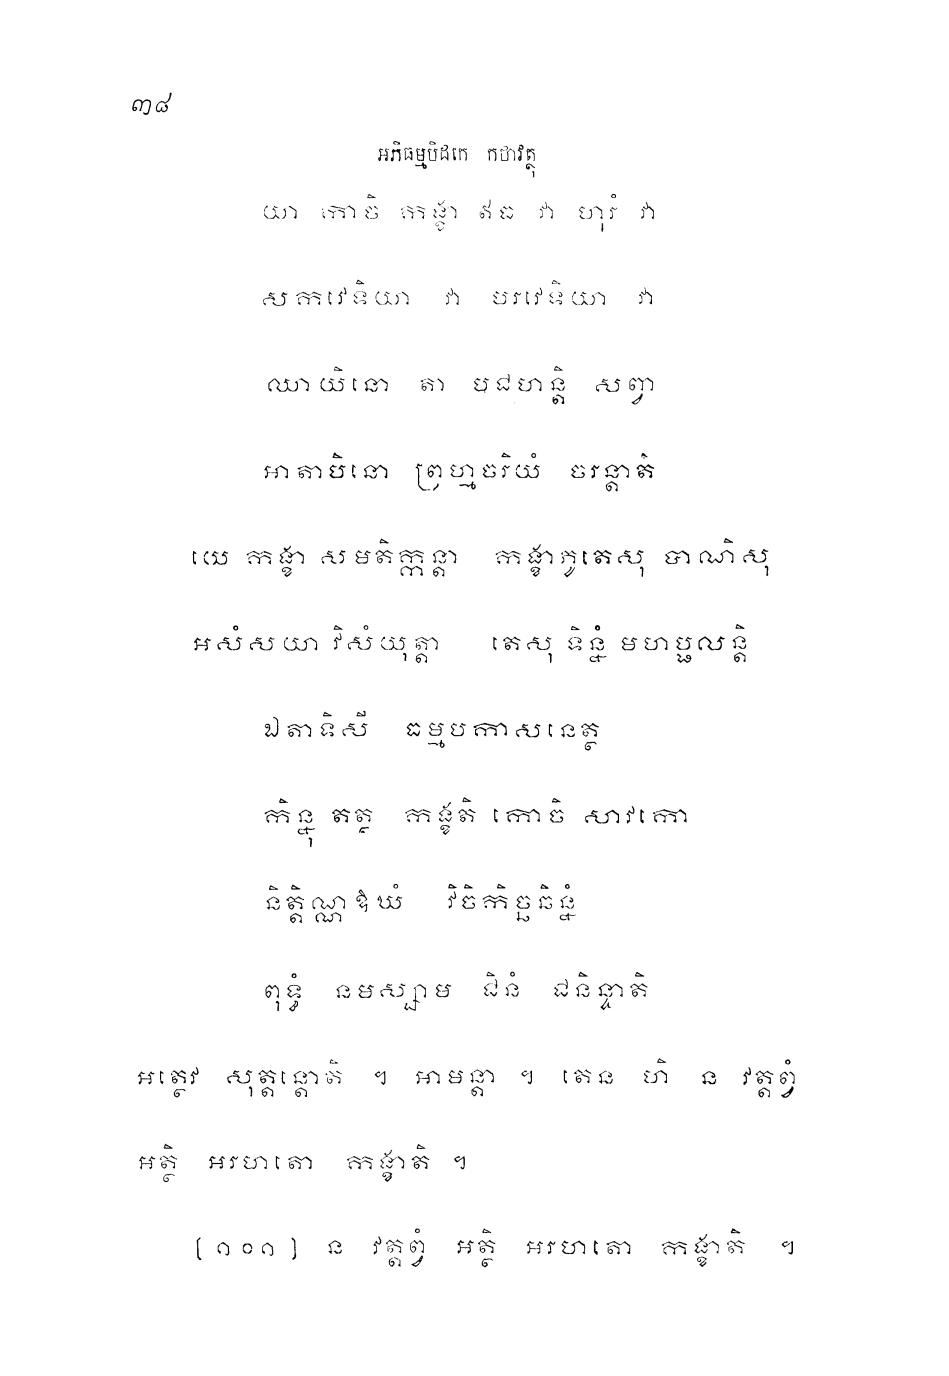 ៣៨
អភិធម្មបិដកេ កថាវត្ថុ
យា កាចិ កង្ខា ឥធ វា ហុរំ វា
សកវេទិយា វា បរវេទិយា វា
ឈាយិនោ តា បជហន្តិ សព្វា
អាតាបិនោ ព្រហ្មចរិយំ ចរន្តាតិ
យេ កង្ខា សមតិក្កន្តា កង្ខាភូតេសុ បាណិសុ
អសំសយា វិសំយុត្តា តេសុ ទិន្នំ មហប្ផលន្តិ
ឯតាទិសី ធម្មបកាសនេត្ថ
កិន្នុ តត្ថ កង្ខតិ កោចិ សាវកោ
និត្តិណ្ណឱឃំ វិចិកិច្ឆឆិន្នំ
ពុទ្ធំ នមស្សាម ជិនំ ជនិន្ទាតិ
អត្ថេវ សុត្តន្តោតិ ។ អាមន្តា ។ តេន ហិ ន វត្តព្វំ
អត្ថិ អរហតោ កង្ខាតិ ។
[១០១] ន វត្តព្វំ អត្ថិ អរហតោ កង្ខាតិ ។